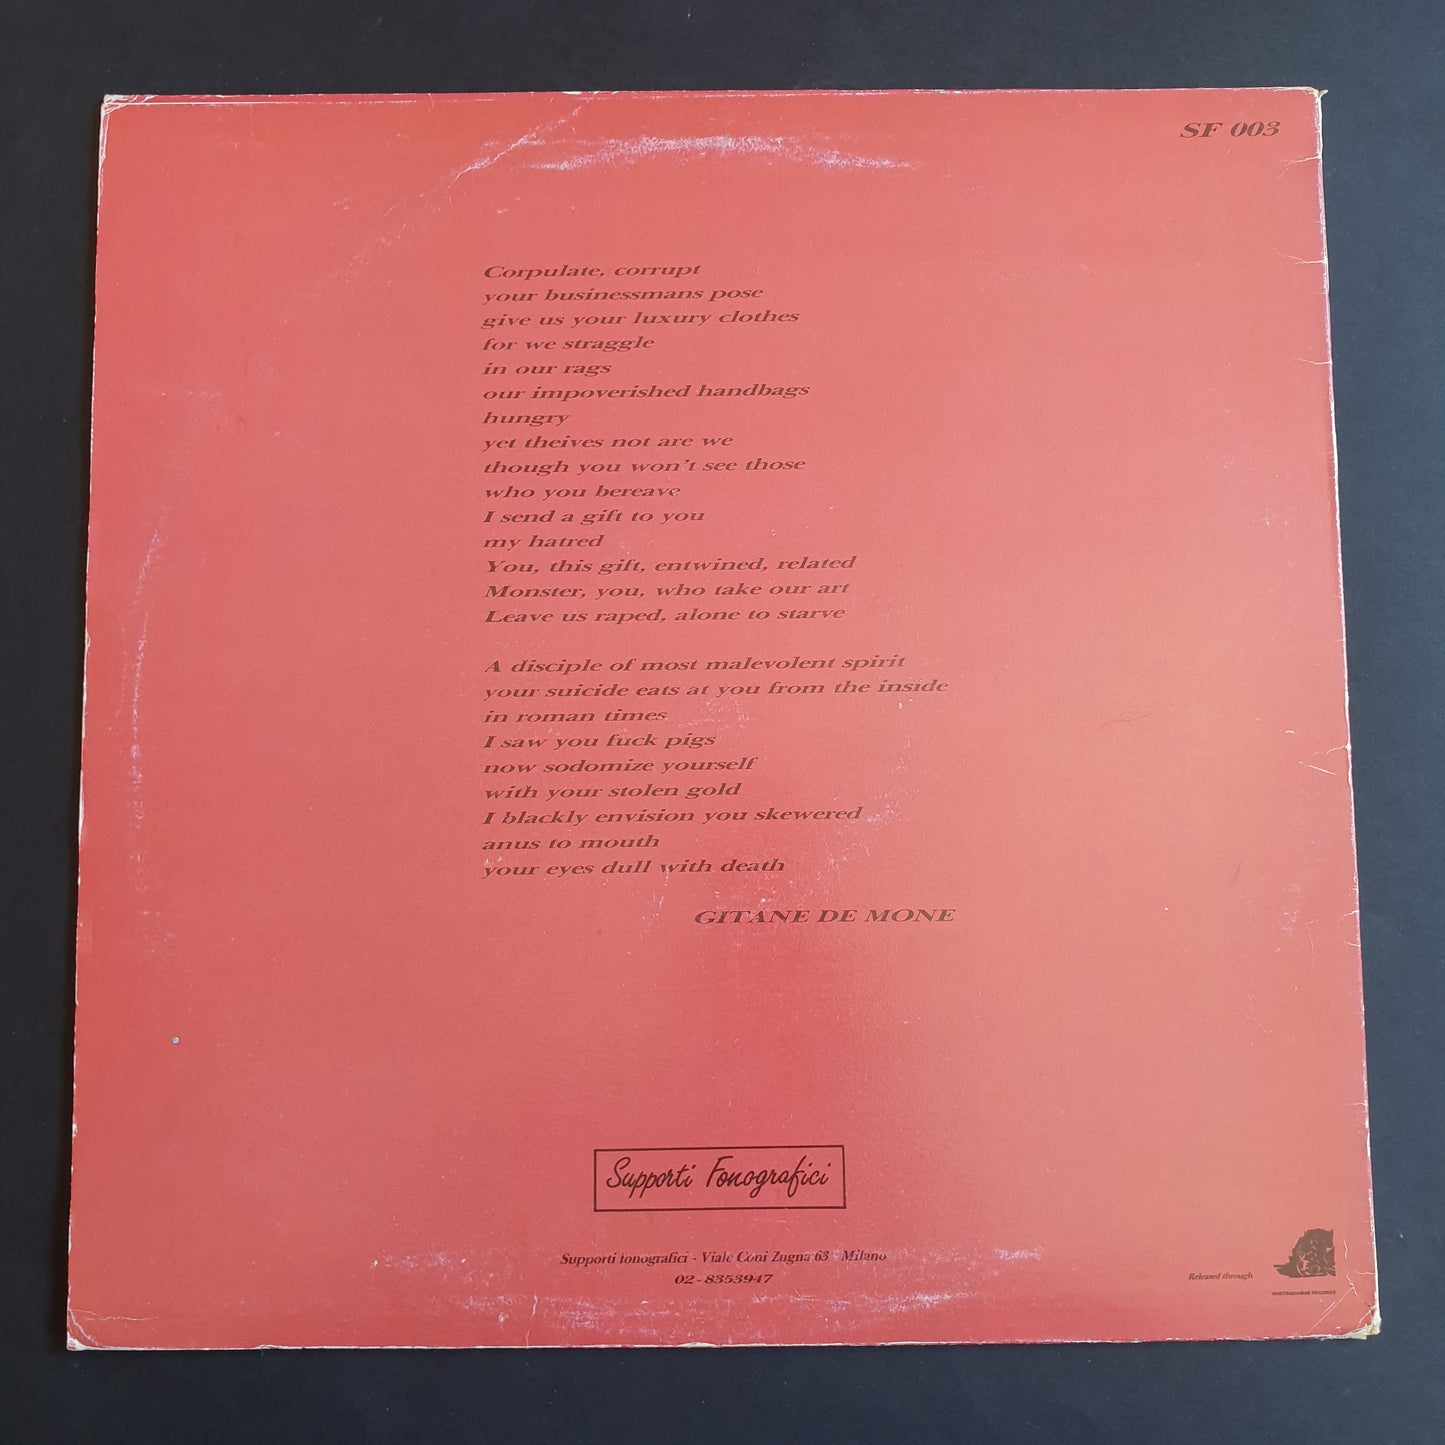 SF 003
Corpulate, corrupt
your businessmans pose
give us your luxury clothes
for we straggle
in our rags
our impoverished handbags
hungry
yet theives not are we
though you won't see those
who you bereave
I send a gift to you
my hatred
You, this gift, entwined, related
Monster, you, who take our art
Leave us raped, alone to starve
A disciple of most malevolent spirit
your suicide eats at you from the inside
in roman times
I saw you fuck pigs
now sodomize yourself
with your stolen gold
I blackly envision you skewered
anus to mouth
your eyes dull with death
GITANE DE MONE
Supporti Fonografici
Supporti fonografici - Viale Coni Zugna 63 - Milano
02 - 8353947
Released through
NOSTRADAMUS RECORDS